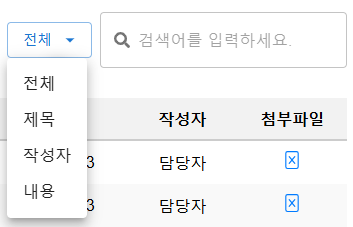 전체
검색어를 입력하세요.
전체
제목
작성자
내용
작성자 첨부파일
3 담당자
3 담당자